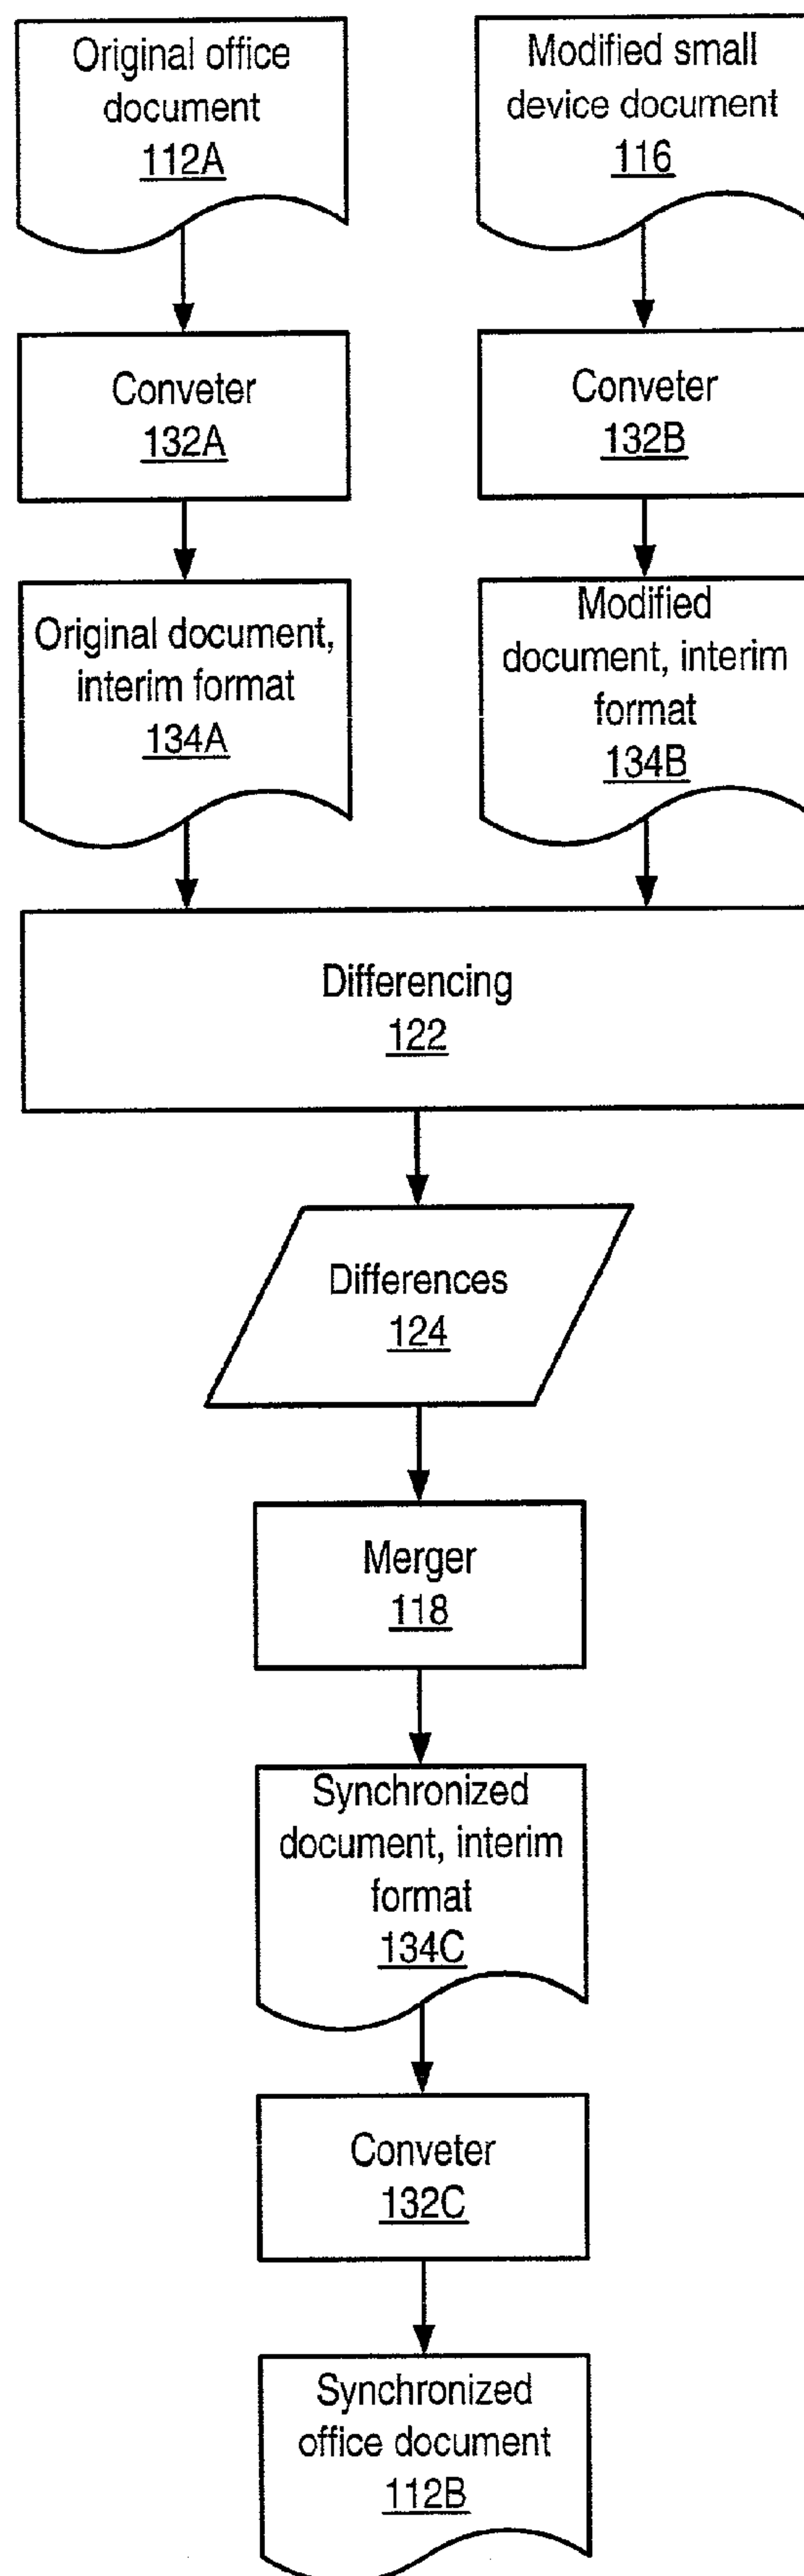 Original office
document
112A
Modified small
device document
116
Conveter
132A
Conveter
132B
Original document,
interim format
134A
Modified
document, interim
format
134B
Differencing
122
Differences
124
Merger
118
Synchronized
document, interim
format
134C
Conveter
132C
Synchronized
office document
112B